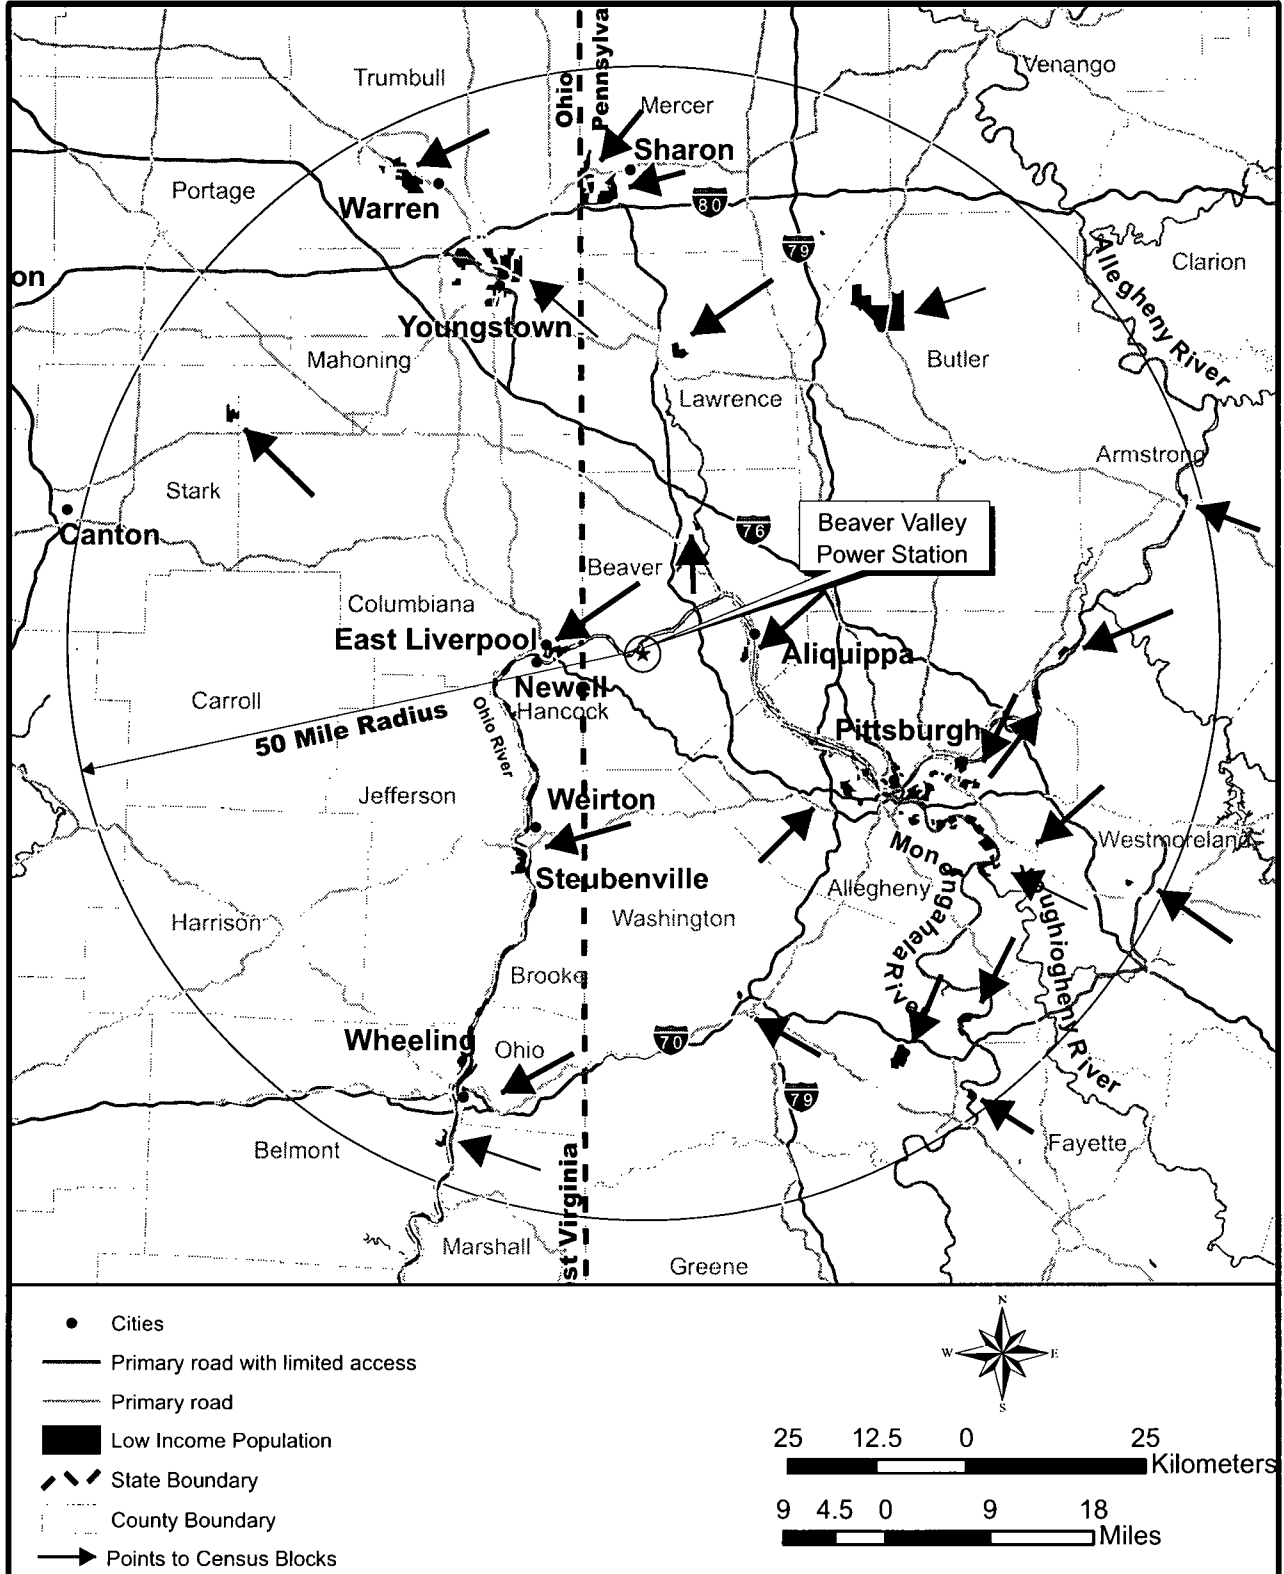 Trumbull
Ohio
Pennsylva
Mercer
Venango
Sharon
Portage
Warren
80
79
Clarion
on
Allegheny River
Youngstown
Mahoning
Butler
Lawrence
Armstrong
Stark
Canton
76
Beaver Valley
Power Station
Beaver
Columbiana
East Liverpool
Aliquippa
Newell
Hancock
Carroll
50 Mile Radius
Ohio River
Pittsburgh
Jefferson
Weirton
Monongahela River
Westmoreland
Steubenville
Allegheny
Youghiogheny River
Harrison
Washington
Brooke
Wheeling
Ohio
70
79
Belmont
Fayette
st Virginia
Marshall
Greene
Cities
Primary road with limited access
Primary road
Low Income Population
State Boundary
County Boundary
Points to Census Blocks
N
W E
S
25 12.5 0 25
Kilometers
9 4.5 0 9 18
Miles